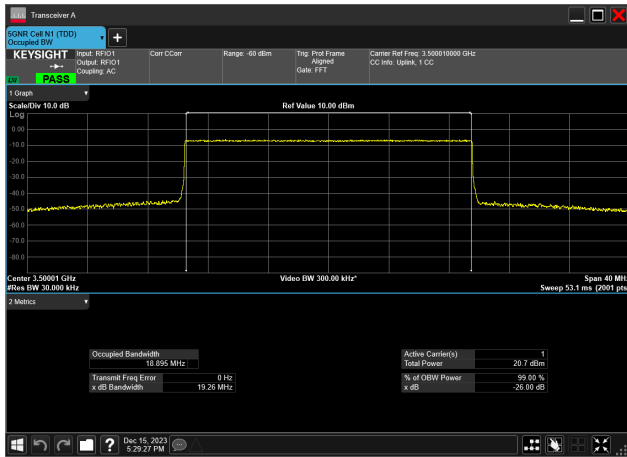 Transceiver A
5GNR Cell N1 (TDD)
Occupied BW
KEYSIGHT
Input: RFIO1
Output: RFIO1
Coupling: AC
Corr CCorr
Range: -60 dBm
Trig: Prot Frame
Aligned
Gate: FFT
Carrier Ref Freq: 3.500010000 GHz
CC Info: Uplink, 1 CC
PASS
1 Graph
Scale/Div 10.0 dB
Ref Value 10.00 dBm
Log
0.00
-10.0
-20.0
-30.0
-40.0
-50.0
-60.0
-70.0
-80.0
Center 3.50001 GHz
Video BW 300.00 kHz*
Span 40 MHz
#Res BW 30.000 kHz
Sweep 53.1 ms (2001 pts
2 Metrics
Occupied Bandwidth
18.895 MHz
Transmit Freq Error 0 Hz
x dB Bandwidth 19.26 MHz
Active Carrier(s) 1
Total Power 20.7 dBm
% of OBW Power 99.00 %
x dB -26.00 dB
?
Dec 15, 2023
5:29:27 PM